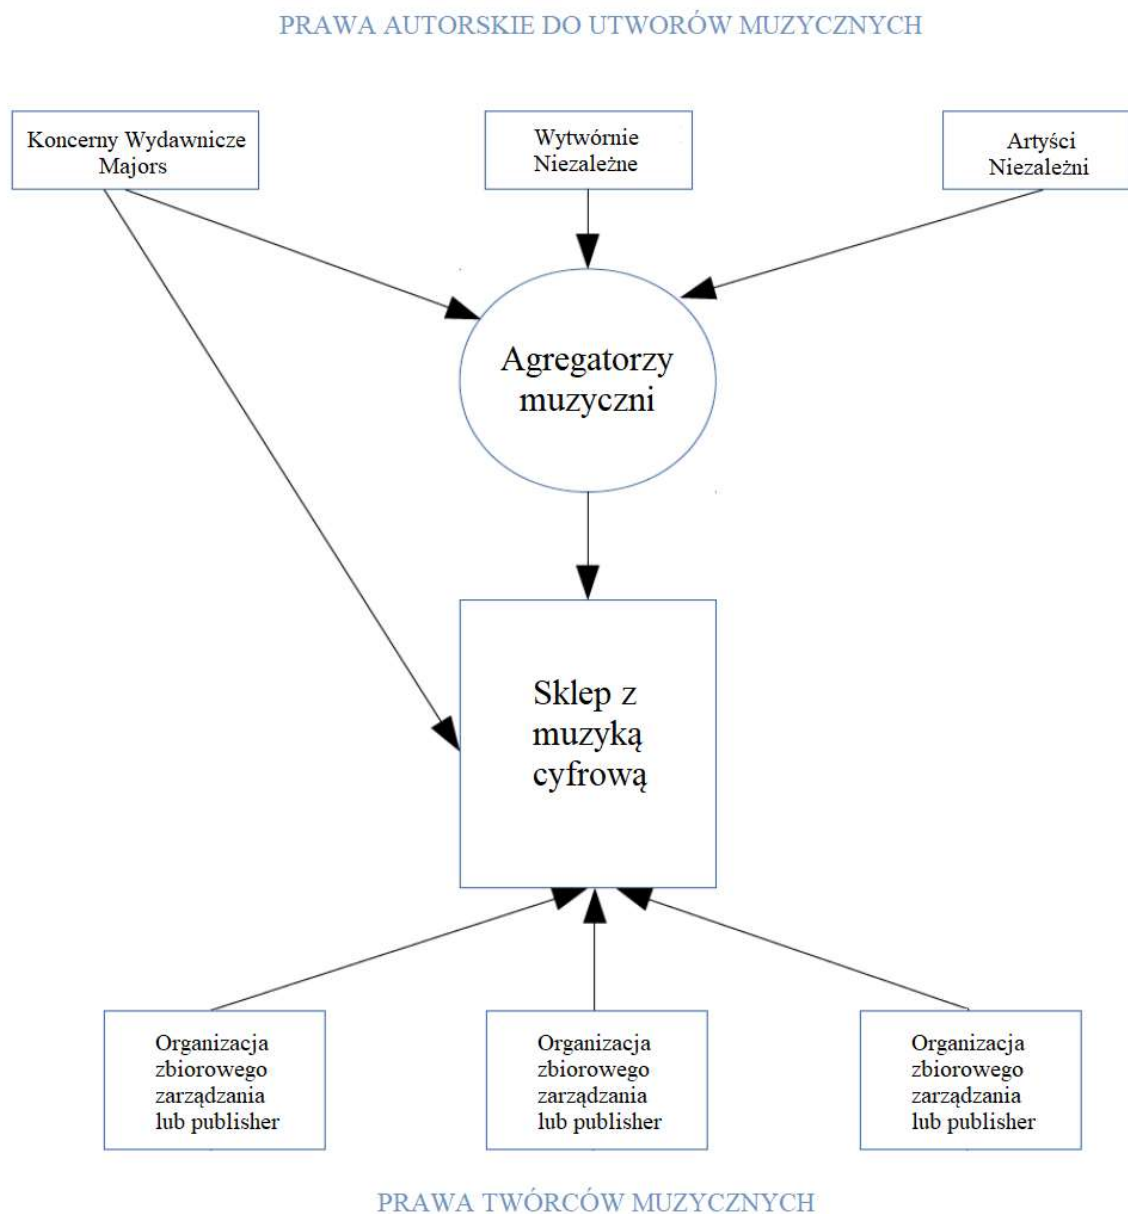 PRAWA AUTORSKIE DO UTWORÓW MUZYCZNYCH
Koncerny Wydawnicze
Majors
Wytwórnie
Niezależne
Artyści
Niezależni
Agregatorzy
muzyczni
Sklep z
muzyką
cyfrową
Organizacja
zbiorowego
zarządzania
lub publisher
Organizacja
zbiorowego
zarządzania
lub publisher
Organizacja
zbiorowego
zarządzania
lub publisher
PRAWA TWÓRCÓW MUZYCZNYCH